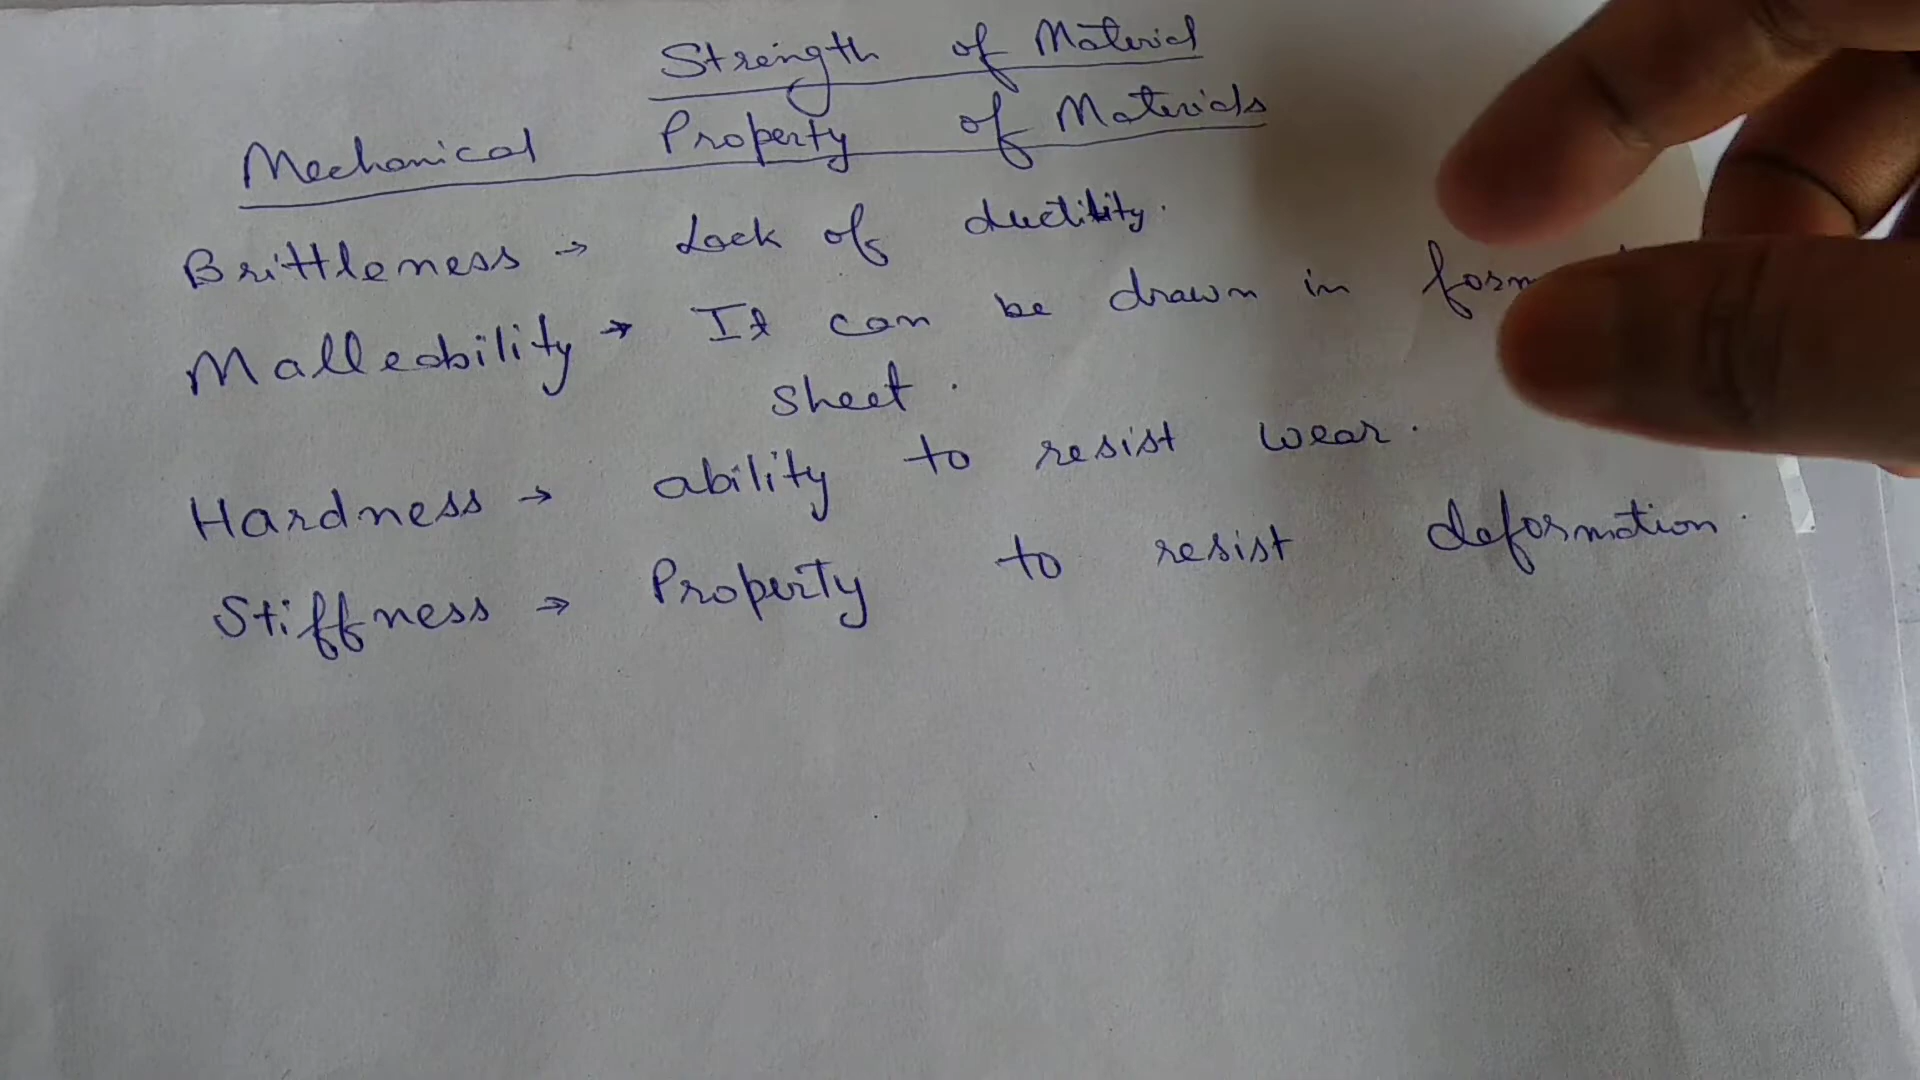 Strength of Material
Mechanical Property of Materials
Brittleness → Lack of ductility.
Malleability → It can be drawn in form
sheet.
Hardness → ability to resist wear.
Stiffness → Property to resist deformation.